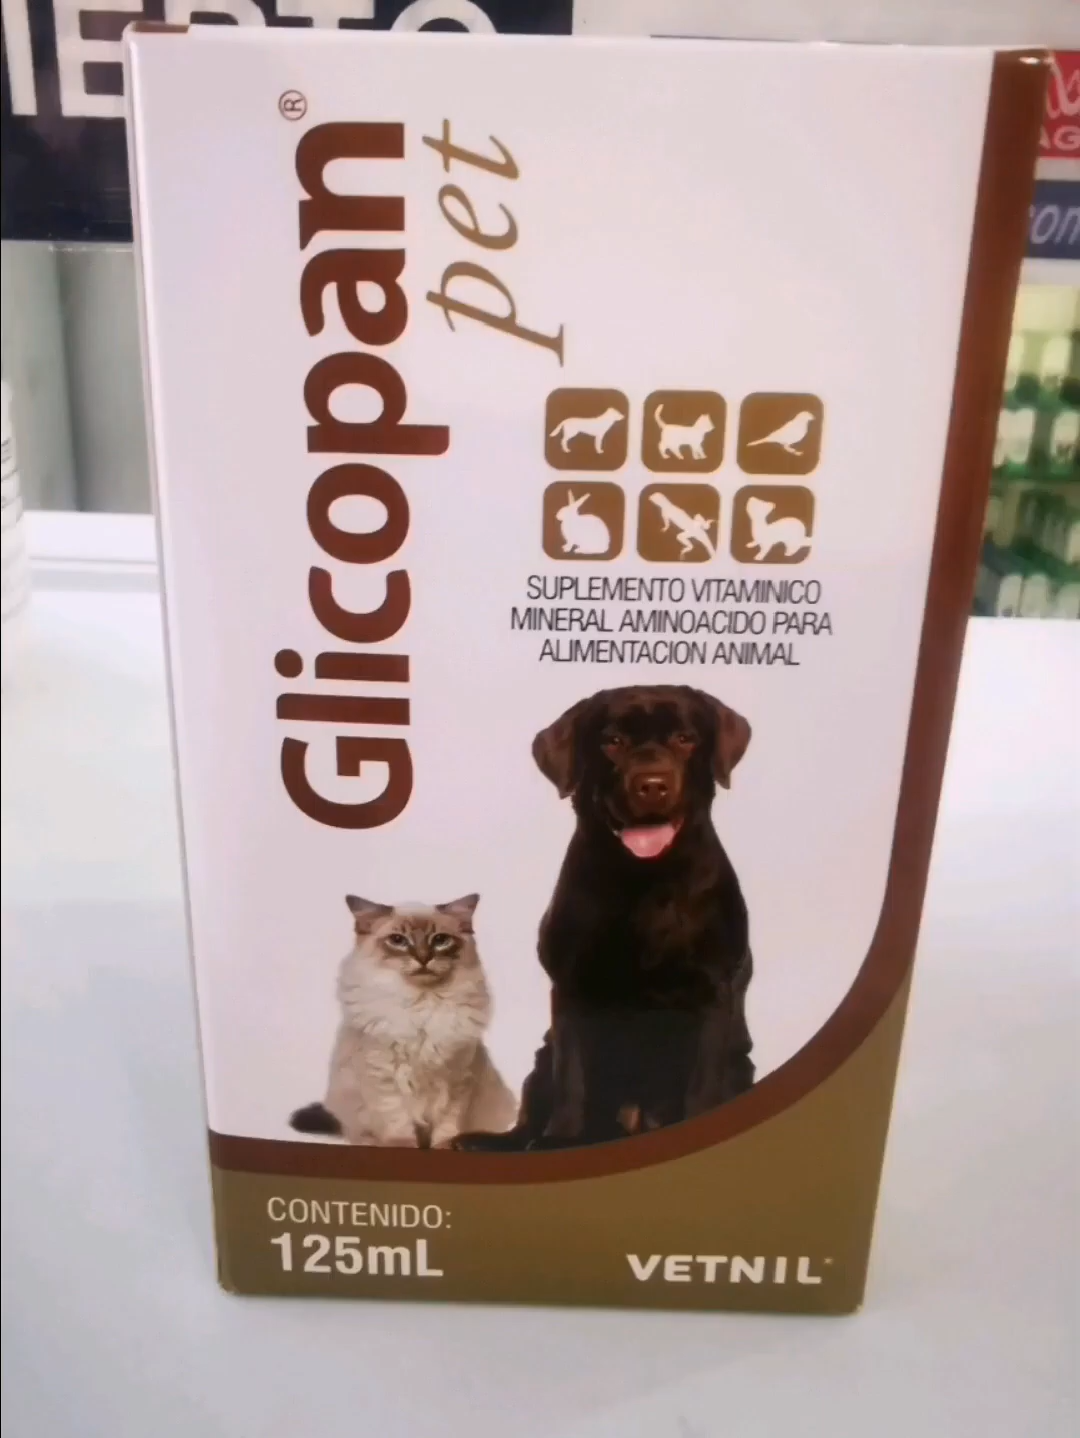 Glicopan®
pet
SUPLEMENTO VITAMINICO
MINERAL AMINOACIDO PARA
ALIMENTACION ANIMAL
CONTENIDO:
125mL
VETNIL